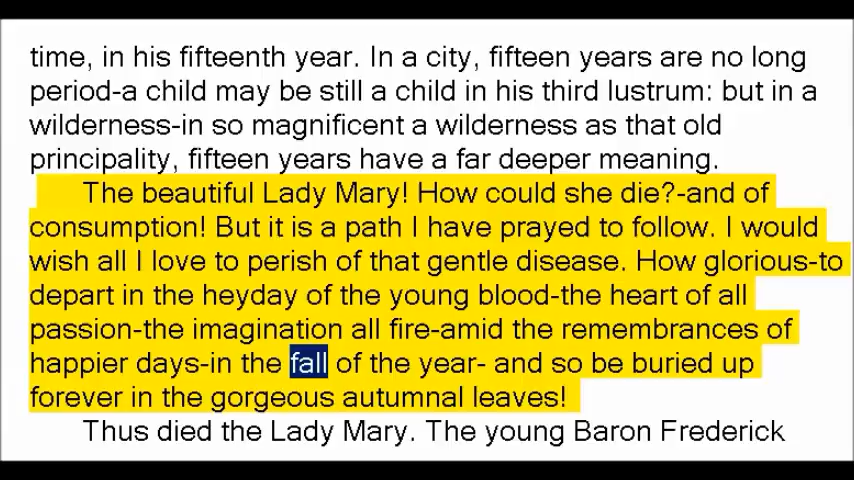 time, in his fifteenth year. In a city, fifteen years are no long
period-a child may be still a child in his third lustrum: but in a
wilderness-in so magnificent a wilderness as that old
principality, fifteen years have a far deeper meaning.
The beautiful Lady Mary! How could she die?-and of
consumption! But it is a path I have prayed to follow. I would
wish all I love to perish of that gentle disease. How glorious-to
depart in the heyday of the young blood-the heart of all
passion-the imagination all fire-amid the remembrances of
happier days-in the fall of the year- and so be buried up
forever in the gorgeous autumnal leaves!
Thus died the Lady Mary. The young Baron Frederick